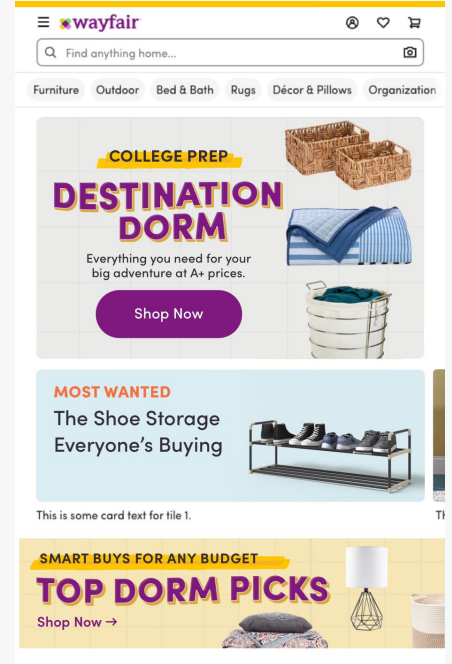 wayfair
Find anything home...
Furniture Outdoor Bed & Bath Rugs Décor & Pillows Organization
COLLEGE PREP
DESTINATION
DORM
Everything you need for your
big adventure at A+ prices.
Shop Now
MOST WANTED
The Shoe Storage
Everyone's Buying
This is some card text for tile 1.
SMART BUYS FOR ANY BUDGET
TOP DORM PICKS
Shop Now →